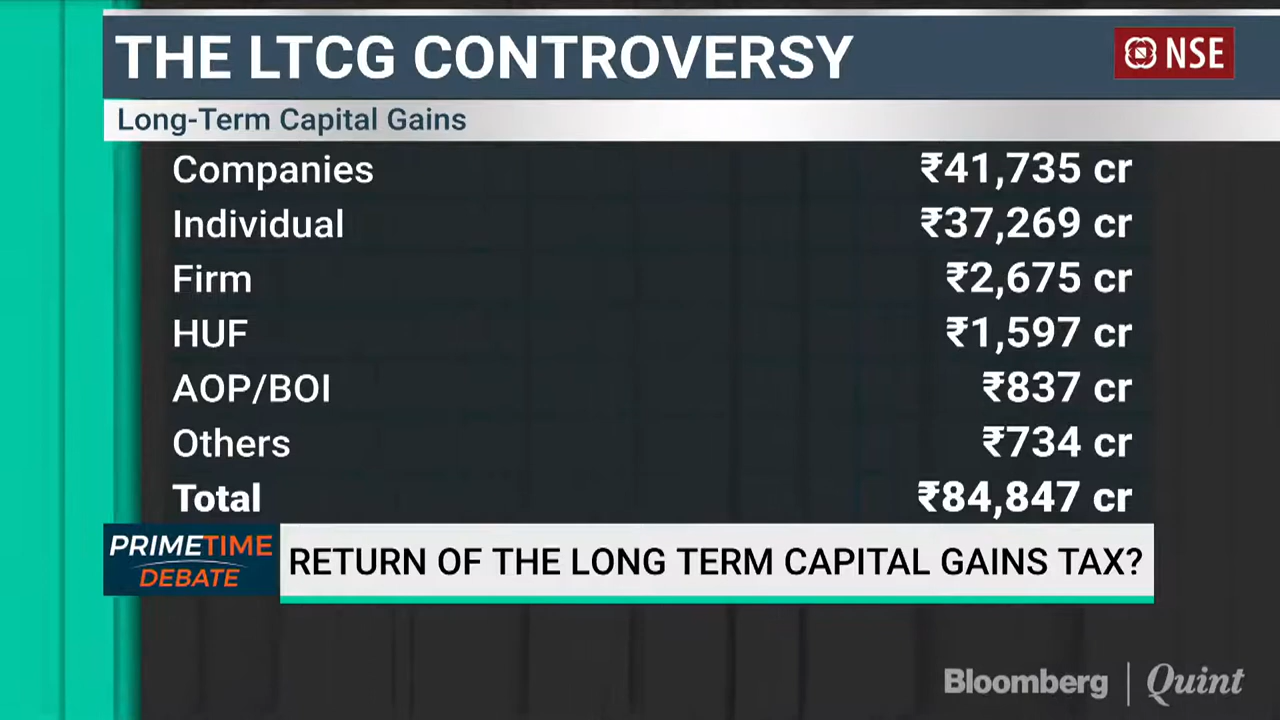 THE LTCG CONTROVERSY
NSE
Long-Term Capital Gains
Companies ₹41,735 cr
Individual ₹37,269 cr
Firm ₹2,675 cr
HUF ₹1,597 cr
AOP/BOI ₹837 cr
Others ₹734 cr
Total ₹84,847 cr
PRIMETIME
DEBATE
RETURN OF THE LONG TERM CAPITAL GAINS TAX?
Bloomberg | Quint